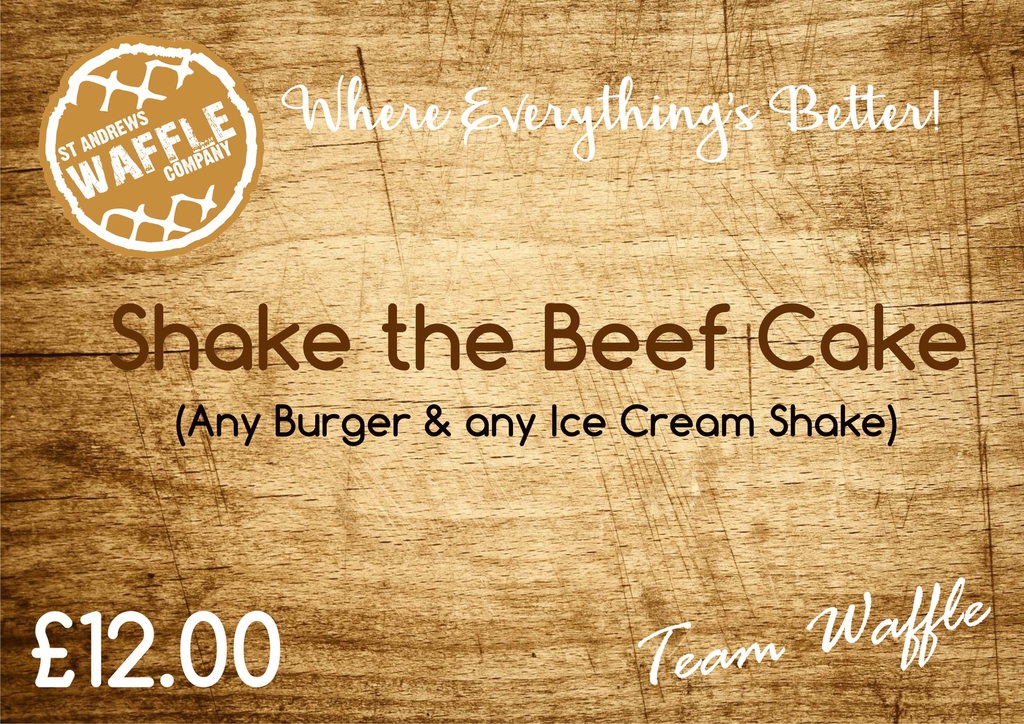 ST ANDREWS
WAFFLE
COMPANY
Where Everything's Better!
Shake the Beef Cake
(Any Burger & any Ice Cream Shake)
£12.00
Team Waffle